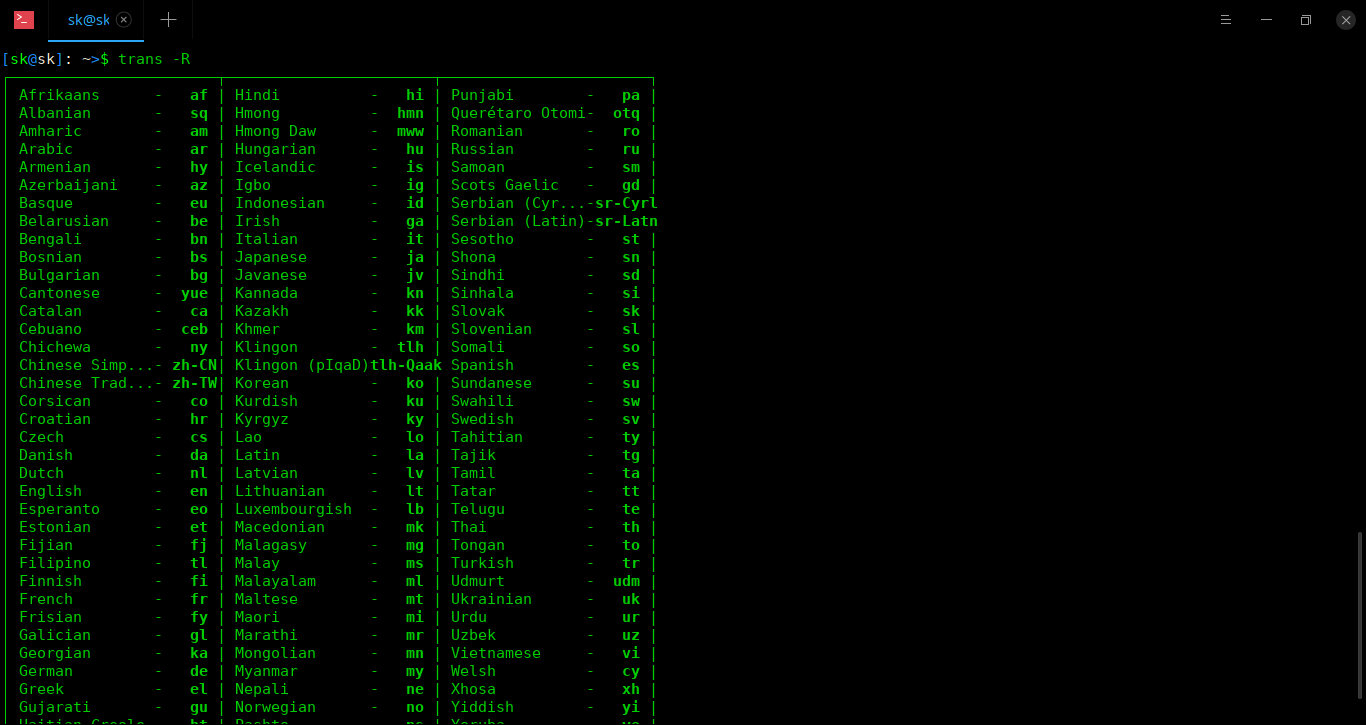 sk@sk
[sk@sk]: ~>$ trans -R
Afrikaans - af | Hindi - hi | Punjabi - pa |
Albanian - sq | Hmong - hmn | Querétaro Otomi- otq |
Amharic - am | Hmong Daw - mww | Romanian - ro |
Arabic - ar | Hungarian - hu | Russian - ru |
Armenian - hy | Icelandic - is | Samoan - sm |
Azerbaijani - az | Igbo - ig | Scots Gaelic - gd |
Basque - eu | Indonesian - id | Serbian (Cyr...-sr-Cyrl
Belarusian - be | Irish - ga | Serbian (Latin)-sr-Latn
Bengali - bn | Italian - it | Sesotho - st |
Bosnian - bs | Japanese - ja | Shona - sn |
Bulgarian - bg | Javanese - jv | Sindhi - sd |
Cantonese - yue | Kannada - kn | Sinhala - si |
Catalan - ca | Kazakh - kk | Slovak - sk |
Cebuano - ceb | Khmer - km | Slovenian - sl |
Chichewa - ny | Klingon - tlh | Somali - so |
Chinese Simp...- zh-CN| Klingon (pIqaD)tlh-Qaak Spanish - es |
Chinese Trad...- zh-TW| Korean - ko | Sundanese - su |
Corsican - co | Kurdish - ku | Swahili - sw |
Croatian - hr | Kyrgyz - ky | Swedish - sv |
Czech - cs | Lao - lo | Tahitian - ty |
Danish - da | Latin - la | Tajik - tg |
Dutch - nl | Latvian - lv | Tamil - ta |
English - en | Lithuanian - lt | Tatar - tt |
Esperanto - eo | Luxembourgish - lb | Telugu - te |
Estonian - et | Macedonian - mk | Thai - th |
Fijian - fj | Malagasy - mg | Tongan - to |
Filipino - tl | Malay - ms | Turkish - tr |
Finnish - fi | Malayalam - ml | Udmurt - udm |
French - fr | Maltese - mt | Ukrainian - uk |
Frisian - fy | Maori - mi | Urdu - ur |
Galician - gl | Marathi - mr | Uzbek - uz |
Georgian - ka | Mongolian - mn | Vietnamese - vi |
German - de | Myanmar - my | Welsh - cy |
Greek - el | Nepali - ne | Xhosa - xh |
Gujarati - gu | Norwegian - no | Yiddish - yi |